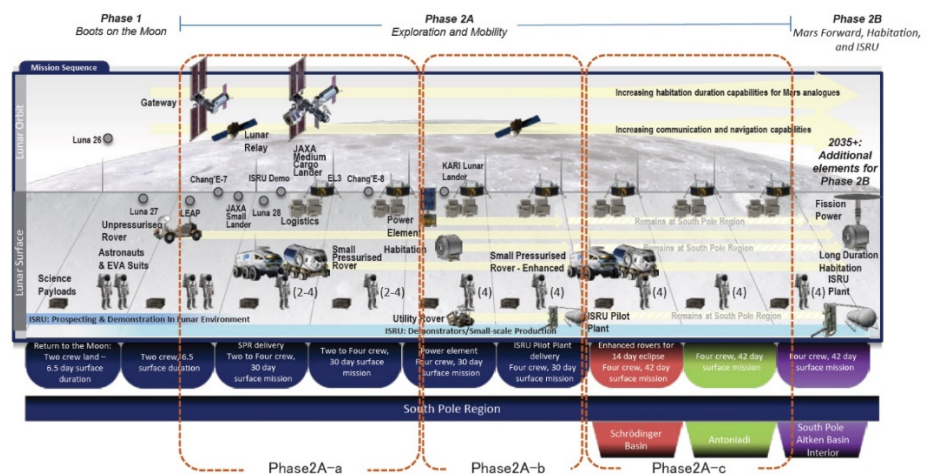 Phase 1
Boots on the Moon
Phase 2A
Exploration and Mobility
Phase 2B
Mars Forward, Habitation,
and ISRU
Mission Sequence
Lunar Orbit
Gateway
Increasing habitation duration capabilities for Mars analogues
Luna 26
Lunar
Relay
Increasing communication and navigation capabilities
JAXA
Medium
Cargo
Lander
2035+:
Additional
elements for
Phase 2B
Chang'E-7
ISRU Demo
EL3
Chang'E-8
KARI Lunar
Landor
Lunar Surface
Luna 27
LEAP
JAXA
Small
Lander
Luna 28
Logistics
Power
Element
Remains at South Pole Region
Fission
Power
Unpressurised
Rover
Habitation
Remains at South Pole Region
Astronauts
& EVA Suits
Small
Pressurised
Rover
Small Pressurised
Rover - Enhanced
Long Duration
Habitation
Science
Payloads
(2-4)
(2-4)
(4)
(4)
(4)
(4)
(4)
ISRU
Plant
Utility Rover
ISRU Pilot
Plant
Remains at South Pole Region
ISRU: Prospecting & Demonstration in Lunar Environment
ISRU: Demonstrators/Small-scale Production
Return to the Moon:
Two crew land –
6.5 day surface
duration
Two crew, 6.5
surface duration
SPR delivery
Two to Four crew,
30 day
surface mission
Two to Four crew,
30 day surface
mission
Power element
Four crew, 30 day
surface mission
ISRU Pilot Plant
delivery
Four crew, 30 day
surface mission
Enhanced rovers for
14 day eclipse
Four crew, 42 day
surface mission
Four crew, 42 day
surface mission
Four crew, 42 day
surface mission
South Pole Region
Schrödinger
Basin
Antoniadi
South Pole
Aitken Basin
Interior
Phase2A-a
Phase2A-b
Phase2A-c